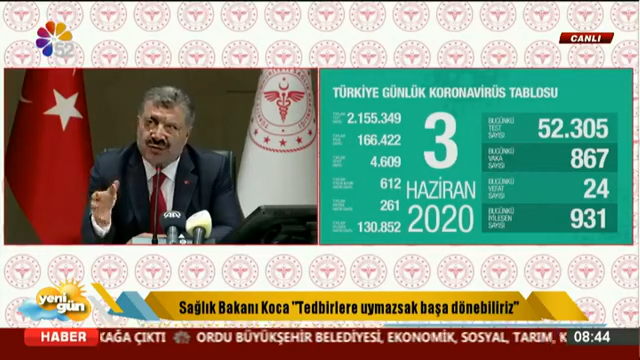 52
CANLI
TÜRKİYE GÜNLÜK KORONAVİRÜS TABLOSU
2.155.349
166.422
4.609
612
261
130.852
3
HAZİRAN
2020
BUGÜNKÜ
TEST
SAYISI
52.305
BUGÜNKÜ
VAKA
SAYISI
867
BUGÜNKÜ
VEFAT
SAYISI
24
BUGÜNKÜ
İYİLEŞEN
SAYISI
931
AA
yeni
gün
Sağlık Bakanı Koca "Tedbirlere uymazsak başa dönebiliriz"
HABER
KAĞA ÇIKTI
ORDU BÜYÜKŞEHİR BELEDİYESİ, EKONOMİK, SOSYAL, TARIM, K
08:44